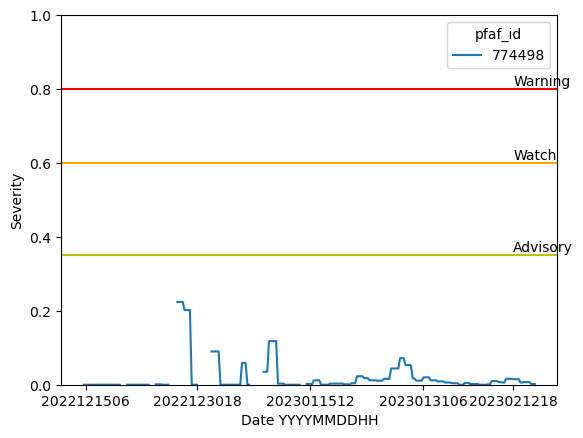 1.0
pfaf_id
774498
0.8
Warning
0.6
Watch
Severity
0.4
Advisory
0.2
0.0
2022121506 2022123018 2023011512 2023013106 2023021218
Date YYYYMMDDHH